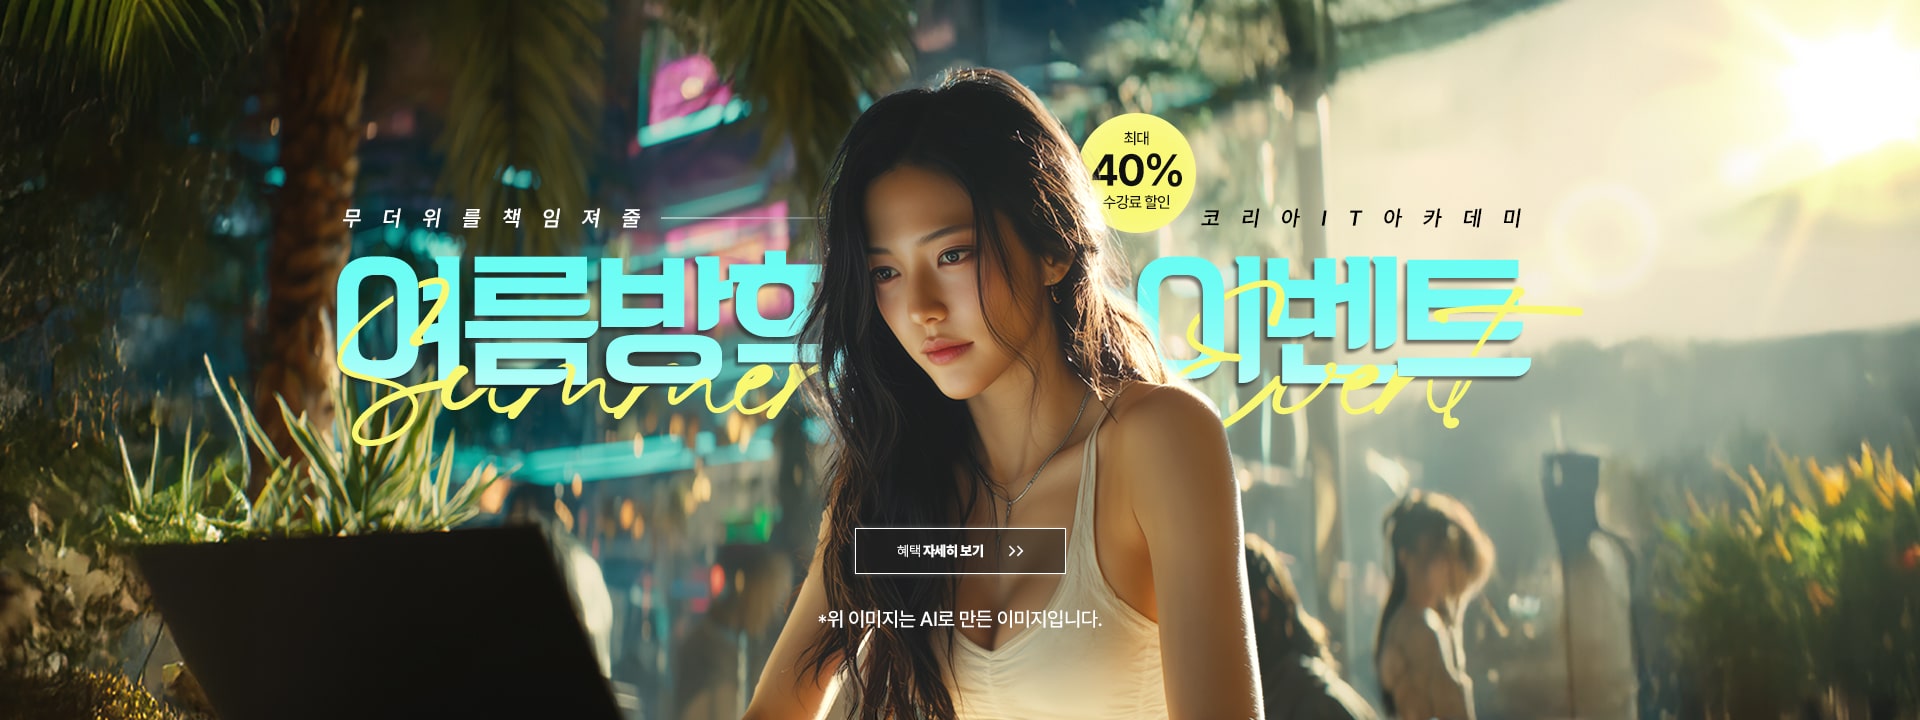 최대
40%
수강료 할인
무더위를책임져줄
코리아IT아카데미
여름방학 이벤트
Summer Event
혜택 자세히 보기 >>
*위 이미지는 AI로 만든 이미지입니다.